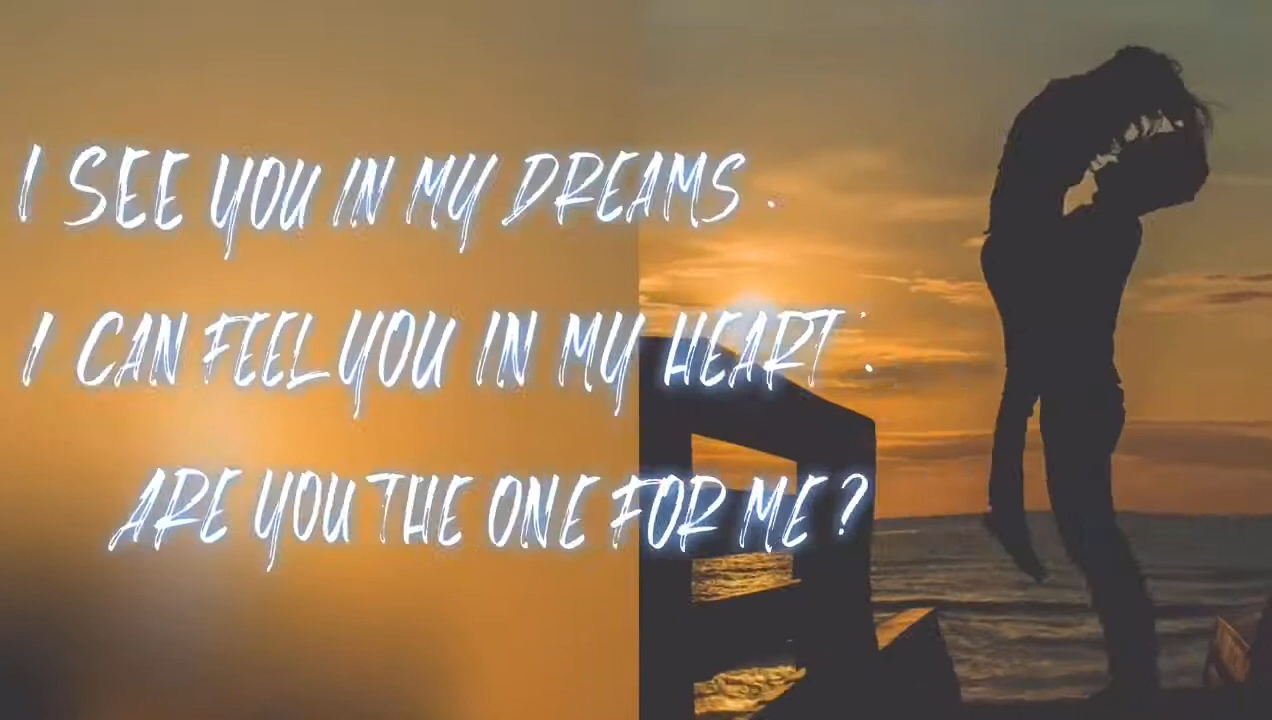 I SEE YOU IN MY DREAMS .
I CAN FEEL YOU IN MY HEART .
ARE YOU THE ONE FOR ME ?